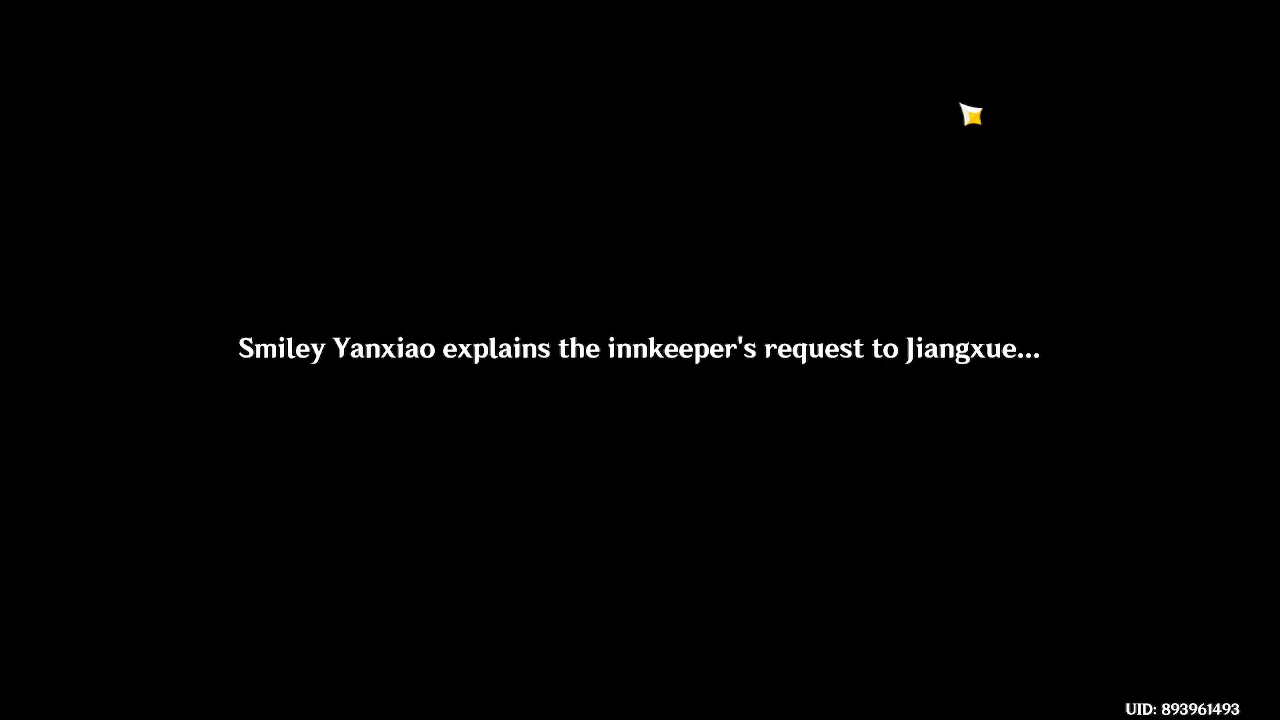 Smiley Yanxiao explains the innkeeper's request to Jiangxue...
UID: 893961493